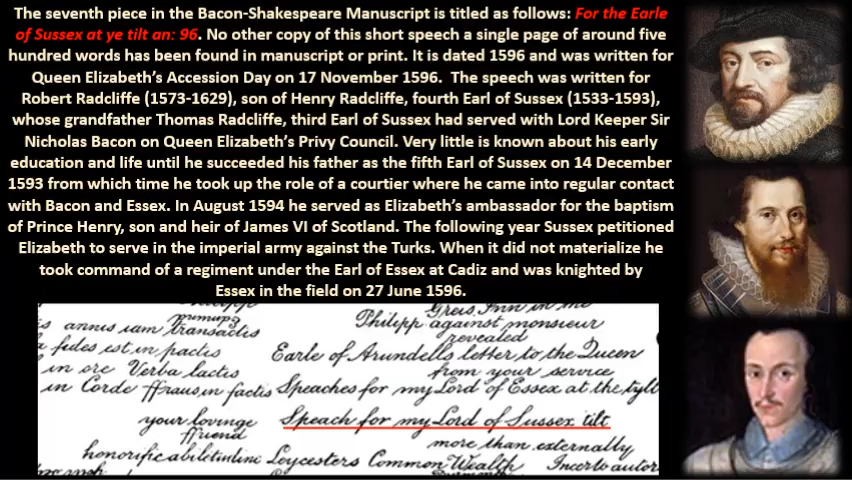 The seventh piece in the Bacon-Shakespeare Manuscript is titled as follows: For the Earle
of Sussex at ye tilt an: 96. No other copy of this short speech a single page of around five
hundred words has been found in manuscript or print. It is dated 1596 and was written for
Queen Elizabeth's Accession Day on 17 November 1596. The speech was written for
Robert Radcliffe (1573-1629), son of Henry Radcliffe, fourth Earl of Sussex (1533-1593),
whose grandfather Thomas Radcliffe, third Earl of Sussex had served with Lord Keeper Sir
Nicholas Bacon on Queen Elizabeth's Privy Council. Very little is known about his early
education and life until he succeeded his father as the fifth Earl of Sussex on 14 December
1593 from which time he took up the role of a courtier where he came into regular contact
with Bacon and Essex. In August 1594 he served as Elizabeth's ambassador for the baptism
of Prince Henry, son and heir of James VI of Scotland. The following year Sussex petitioned
Elizabeth to serve in the imperial army against the Turks. When it did not materialize he
took command of a regiment under the Earl of Essex at Cadiz and was knighted by
Essex in the field on 27 June 1596.
Greis Inn in
annis iam transactis Philipp against monsieur
revealed
fides est in pactis Earle of Arundells letter to the Queen
in ore Verba lactis from your service
in Corde ffraus in factis Speaches for my Lord of Essex at the tylt
your lovinge Speach for my Lord of Sussex tilt
ffriend
more than externally
Leycesters Common Wealth Incerto autor